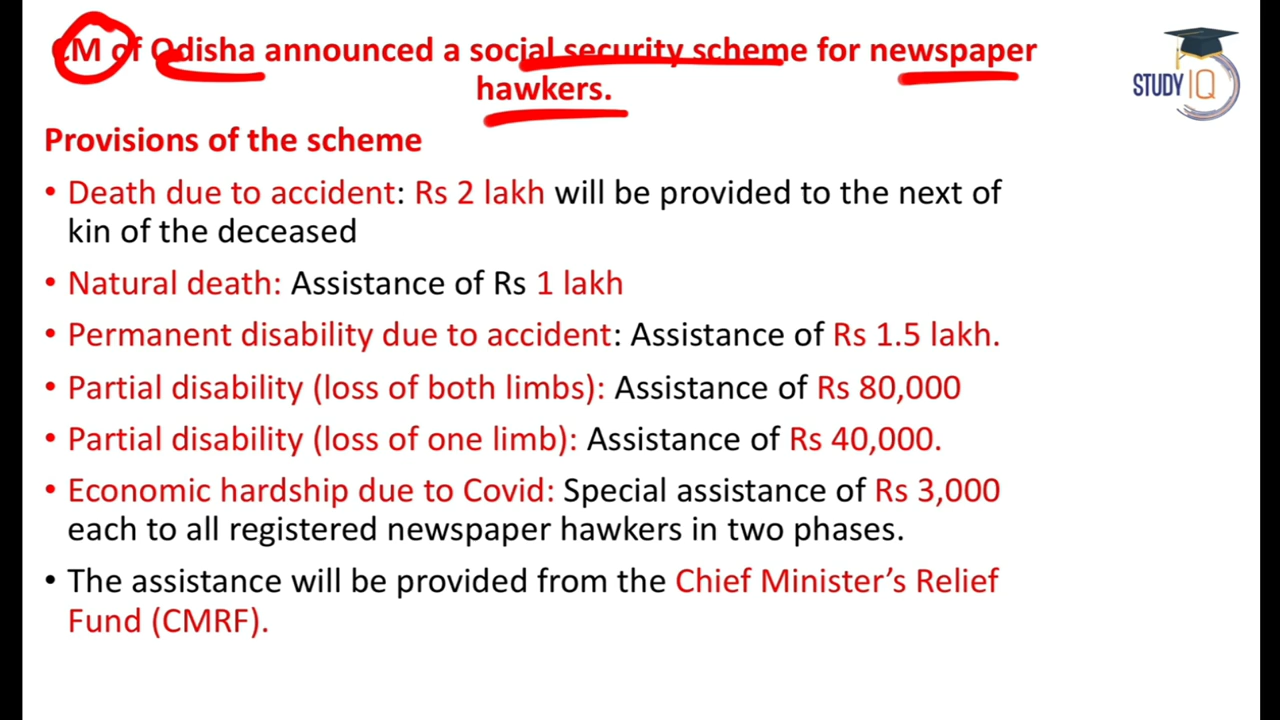 CM of Odisha announced a social security scheme for newspaper
hawkers.
STUDY IQ
Provisions of the scheme
• Death due to accident: Rs 2 lakh will be provided to the next of
kin of the deceased
• Natural death: Assistance of Rs 1 lakh
• Permanent disability due to accident: Assistance of Rs 1.5 lakh.
• Partial disability (loss of both limbs): Assistance of Rs 80,000
• Partial disability (loss of one limb): Assistance of Rs 40,000.
• Economic hardship due to Covid: Special assistance of Rs 3,000
each to all registered newspaper hawkers in two phases.
• The assistance will be provided from the Chief Minister’s Relief
Fund (CMRF).